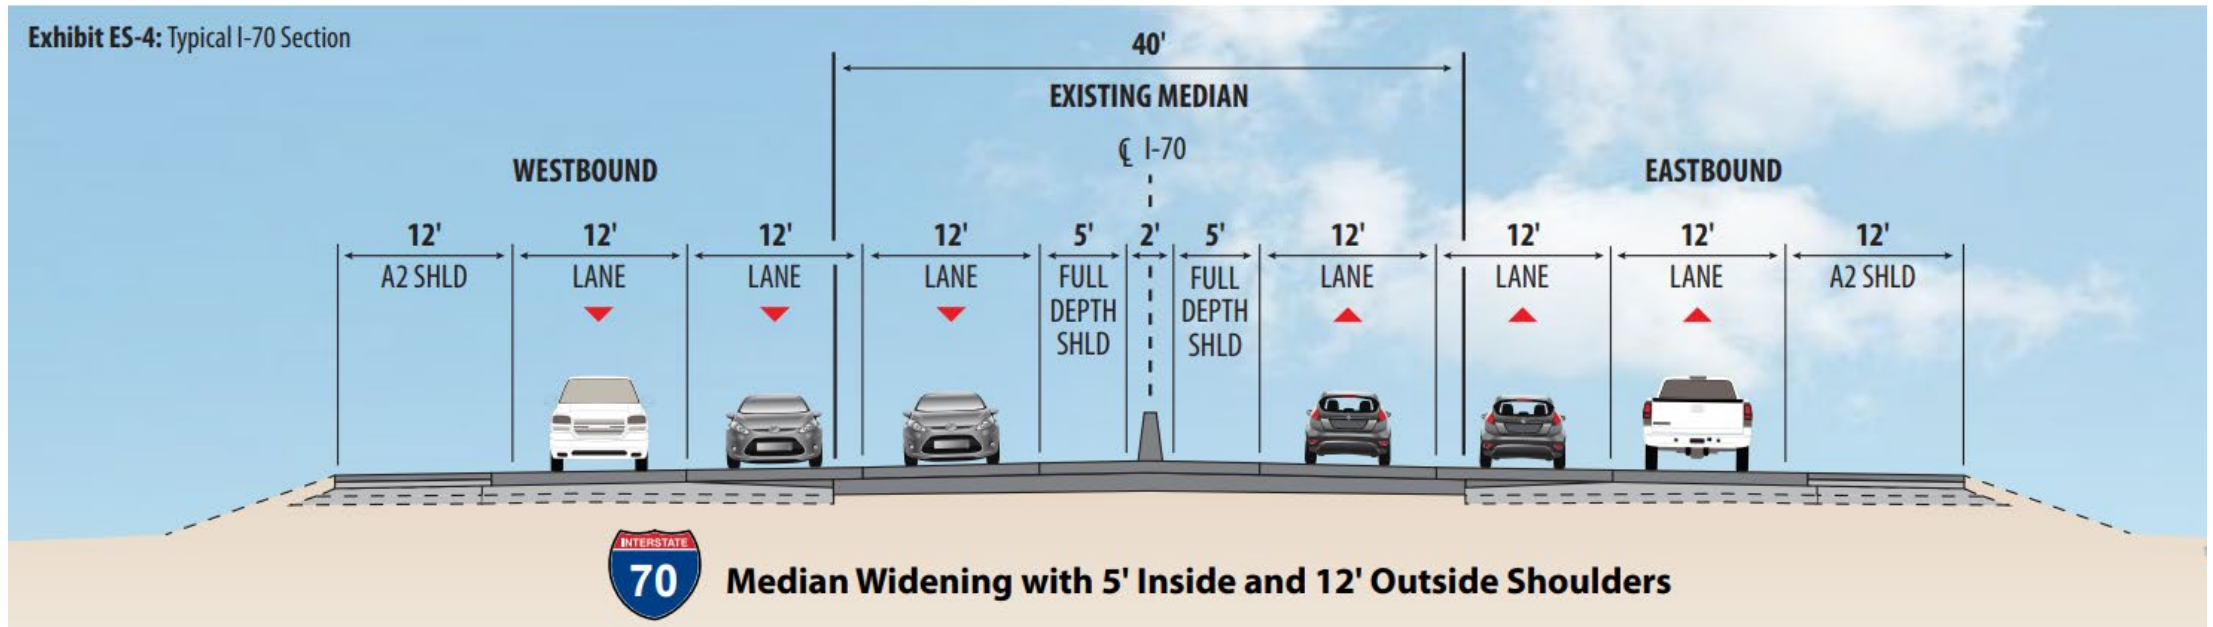 Exhibit ES-4: Typical I-70 Section
40'
EXISTING MEDIAN
℄ I-70
WESTBOUND
EASTBOUND
12' 12' 12' 12' 5' 2' 5' 12' 12' 12' 12'
A2 SHLD LANE LANE LANE FULL FULL LANE LANE LANE A2 SHLD
DEPTH DEPTH
SHLD SHLD
INTERSTATE
70
Median Widening with 5' Inside and 12' Outside Shoulders